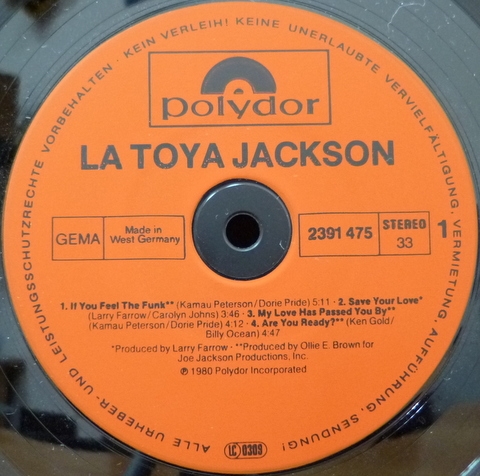 ALLE URHEBER- UND LEISTUNGSSCHUTZRECHTE VORBEHALTEN · KEIN VERLEIH! KEINE UNERLAUBTE VERVIELFÄLTIGUNG, VERMIETUNG, AUFFÜHRUNG, SENDUNG!
polydor
LA TOYA JACKSON
GEMA
Made in
West Germany
2391 475
STEREO
33
1
1. If You Feel The Funk** (Kamau Peterson/Dorie Pride) 5:11 · 2. Save Your Love*
(Larry Farrow/Carolyn Johns) 3:46 · 3. My Love Has Passed You By**
(Kamau Peterson/Dorie Pride) 4:12 · 4. Are You Ready?** (Ken Gold/
Billy Ocean) 4:47
*Produced by Larry Farrow · **Produced by Ollie E. Brown for
Joe Jackson Productions, Inc.
℗ 1980 Polydor Incorporated
LC 0309